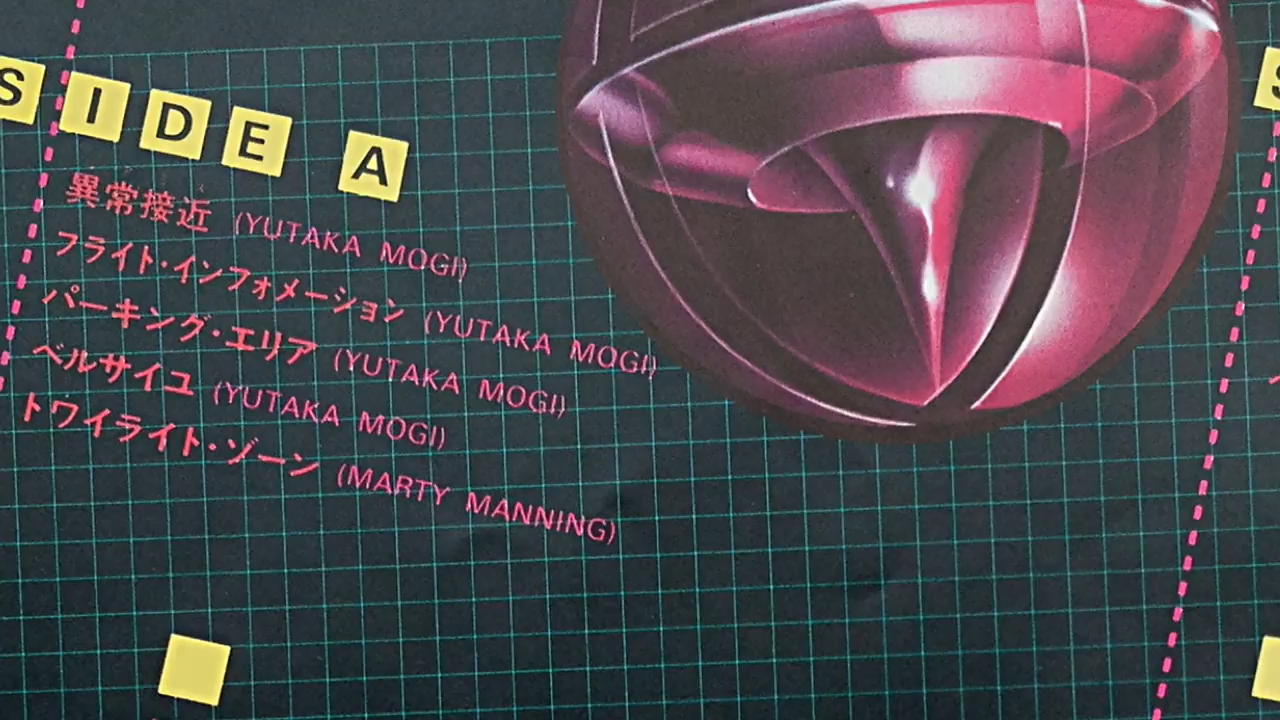 SIDE A
異常接近 (YUTAKA MOGI)
フライト・インフォメーション (YUTAKA MOGI)
パーキング・エリア (YUTAKA MOGI)
ベルサイユ (YUTAKA MOGI)
トワイライト・ゾーン (MARTY MANNING)